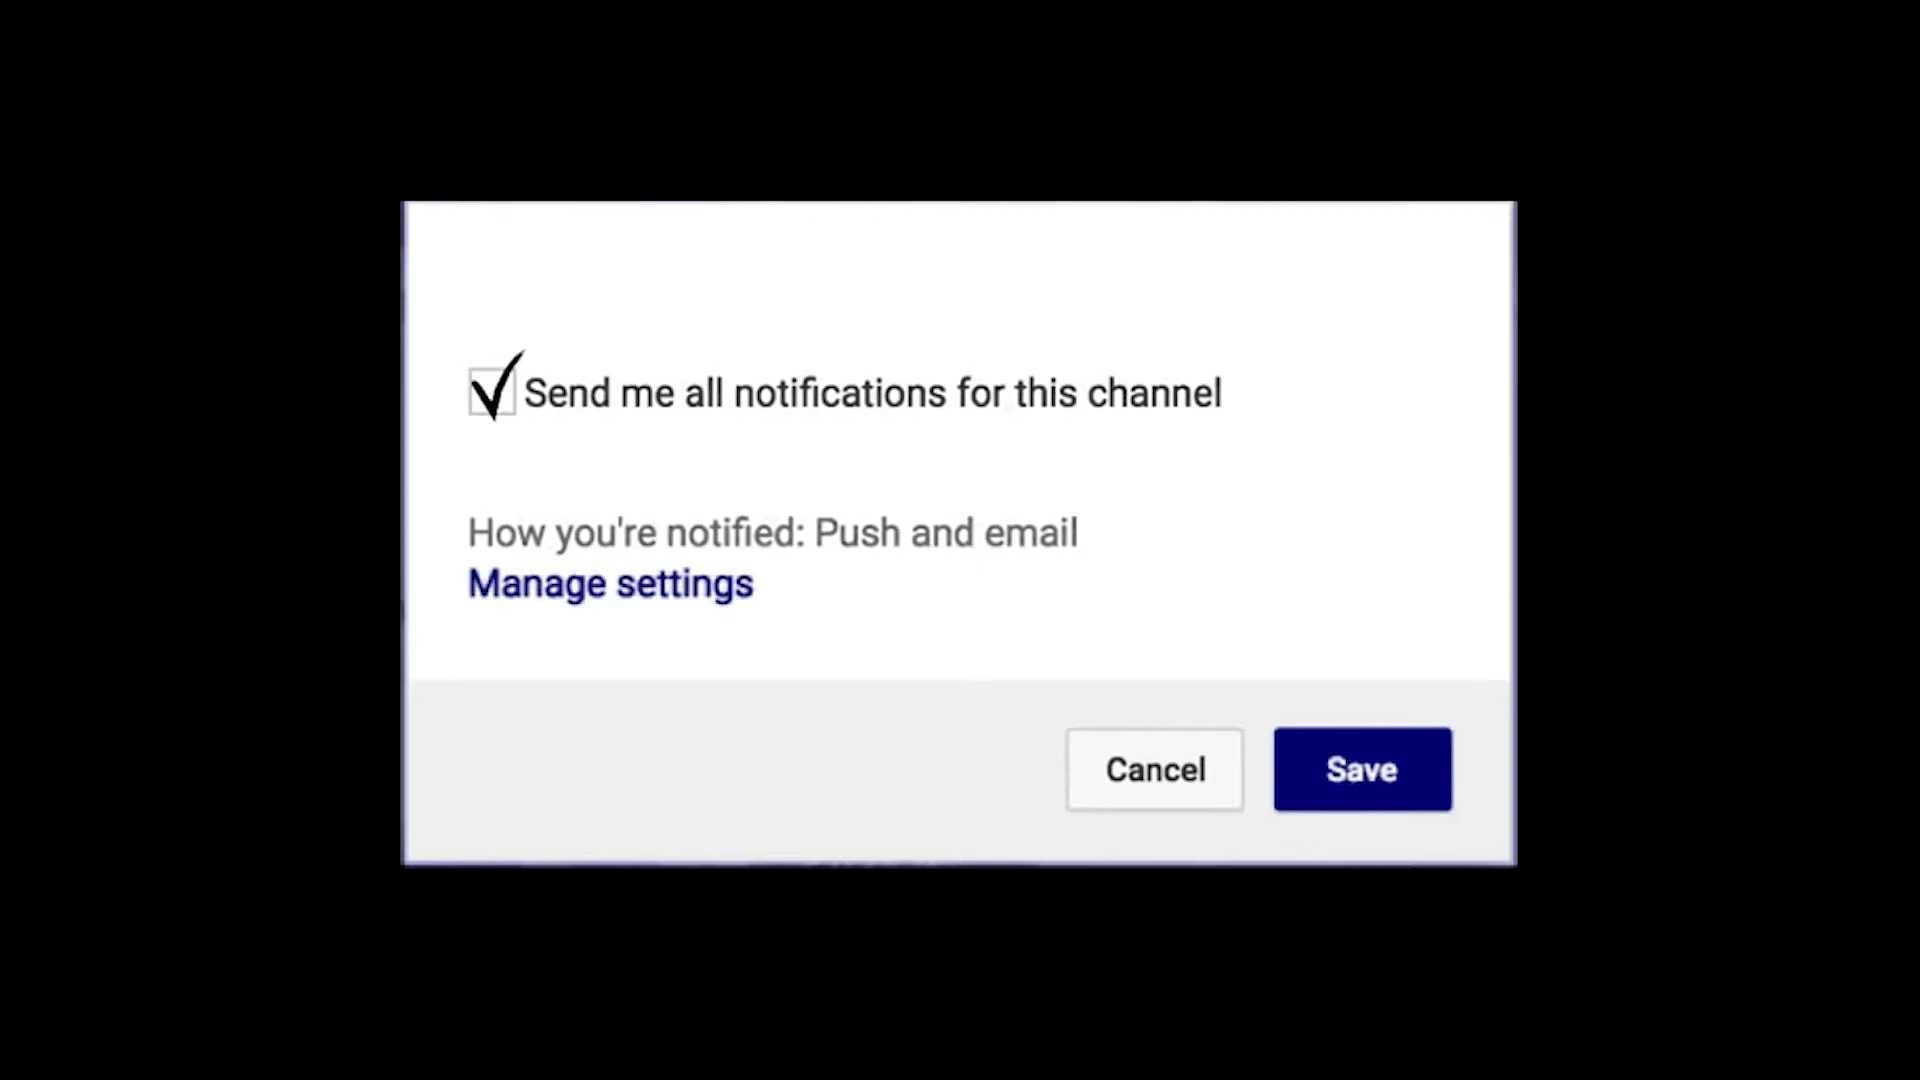 Send me all notifications for this channel
How you're notified: Push and email
Manage settings
Cancel
Save